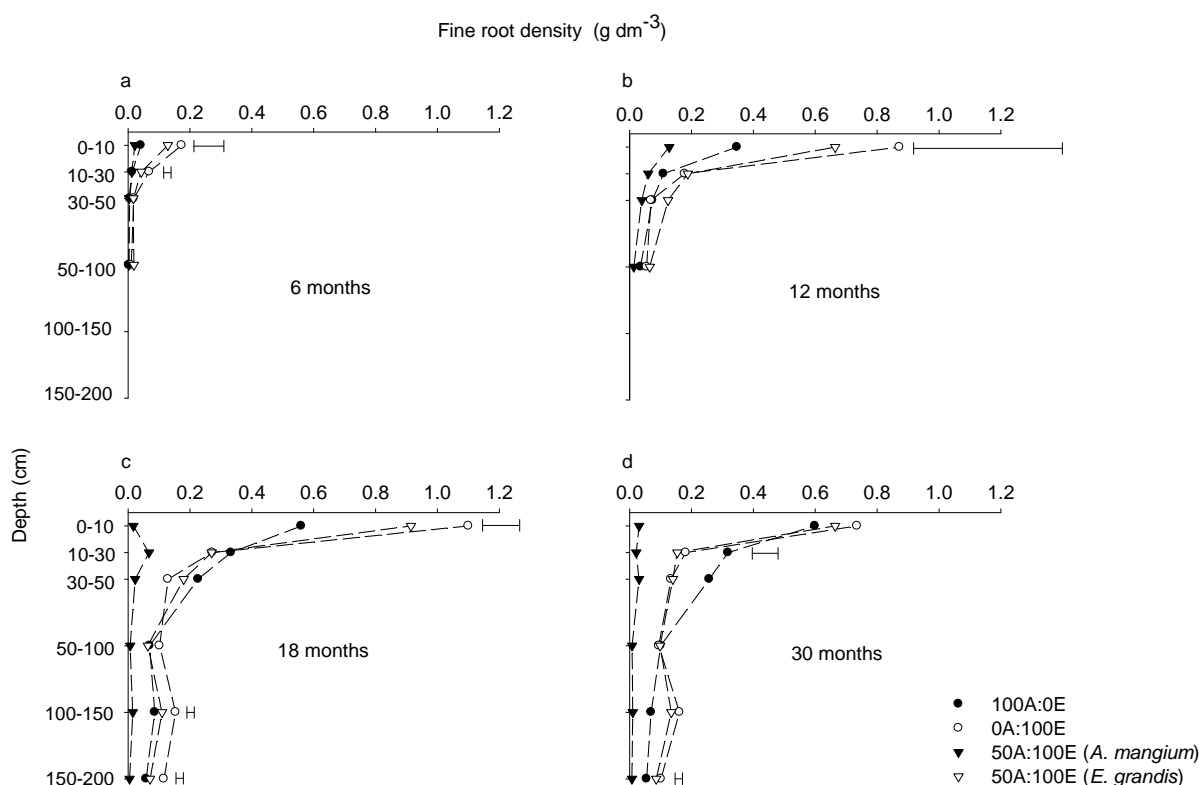 Fine root density (g dm-3)
a
0.0 0.2 0.4 0.6 0.8 1.0 1.2
0-10
10-30
30-50
50-100
100-150
150-200
6 months
b
0.0 0.2 0.4 0.6 0.8 1.0 1.2
12 months
Depth (cm)
c
0.0 0.2 0.4 0.6 0.8 1.0 1.2
0-10
10-30
30-50
50-100
100-150
150-200
18 months
d
0.0 0.2 0.4 0.6 0.8 1.0 1.2
30 months
100A:0E
0A:100E
50A:100E (A. mangium)
50A:100E (E. grandis)